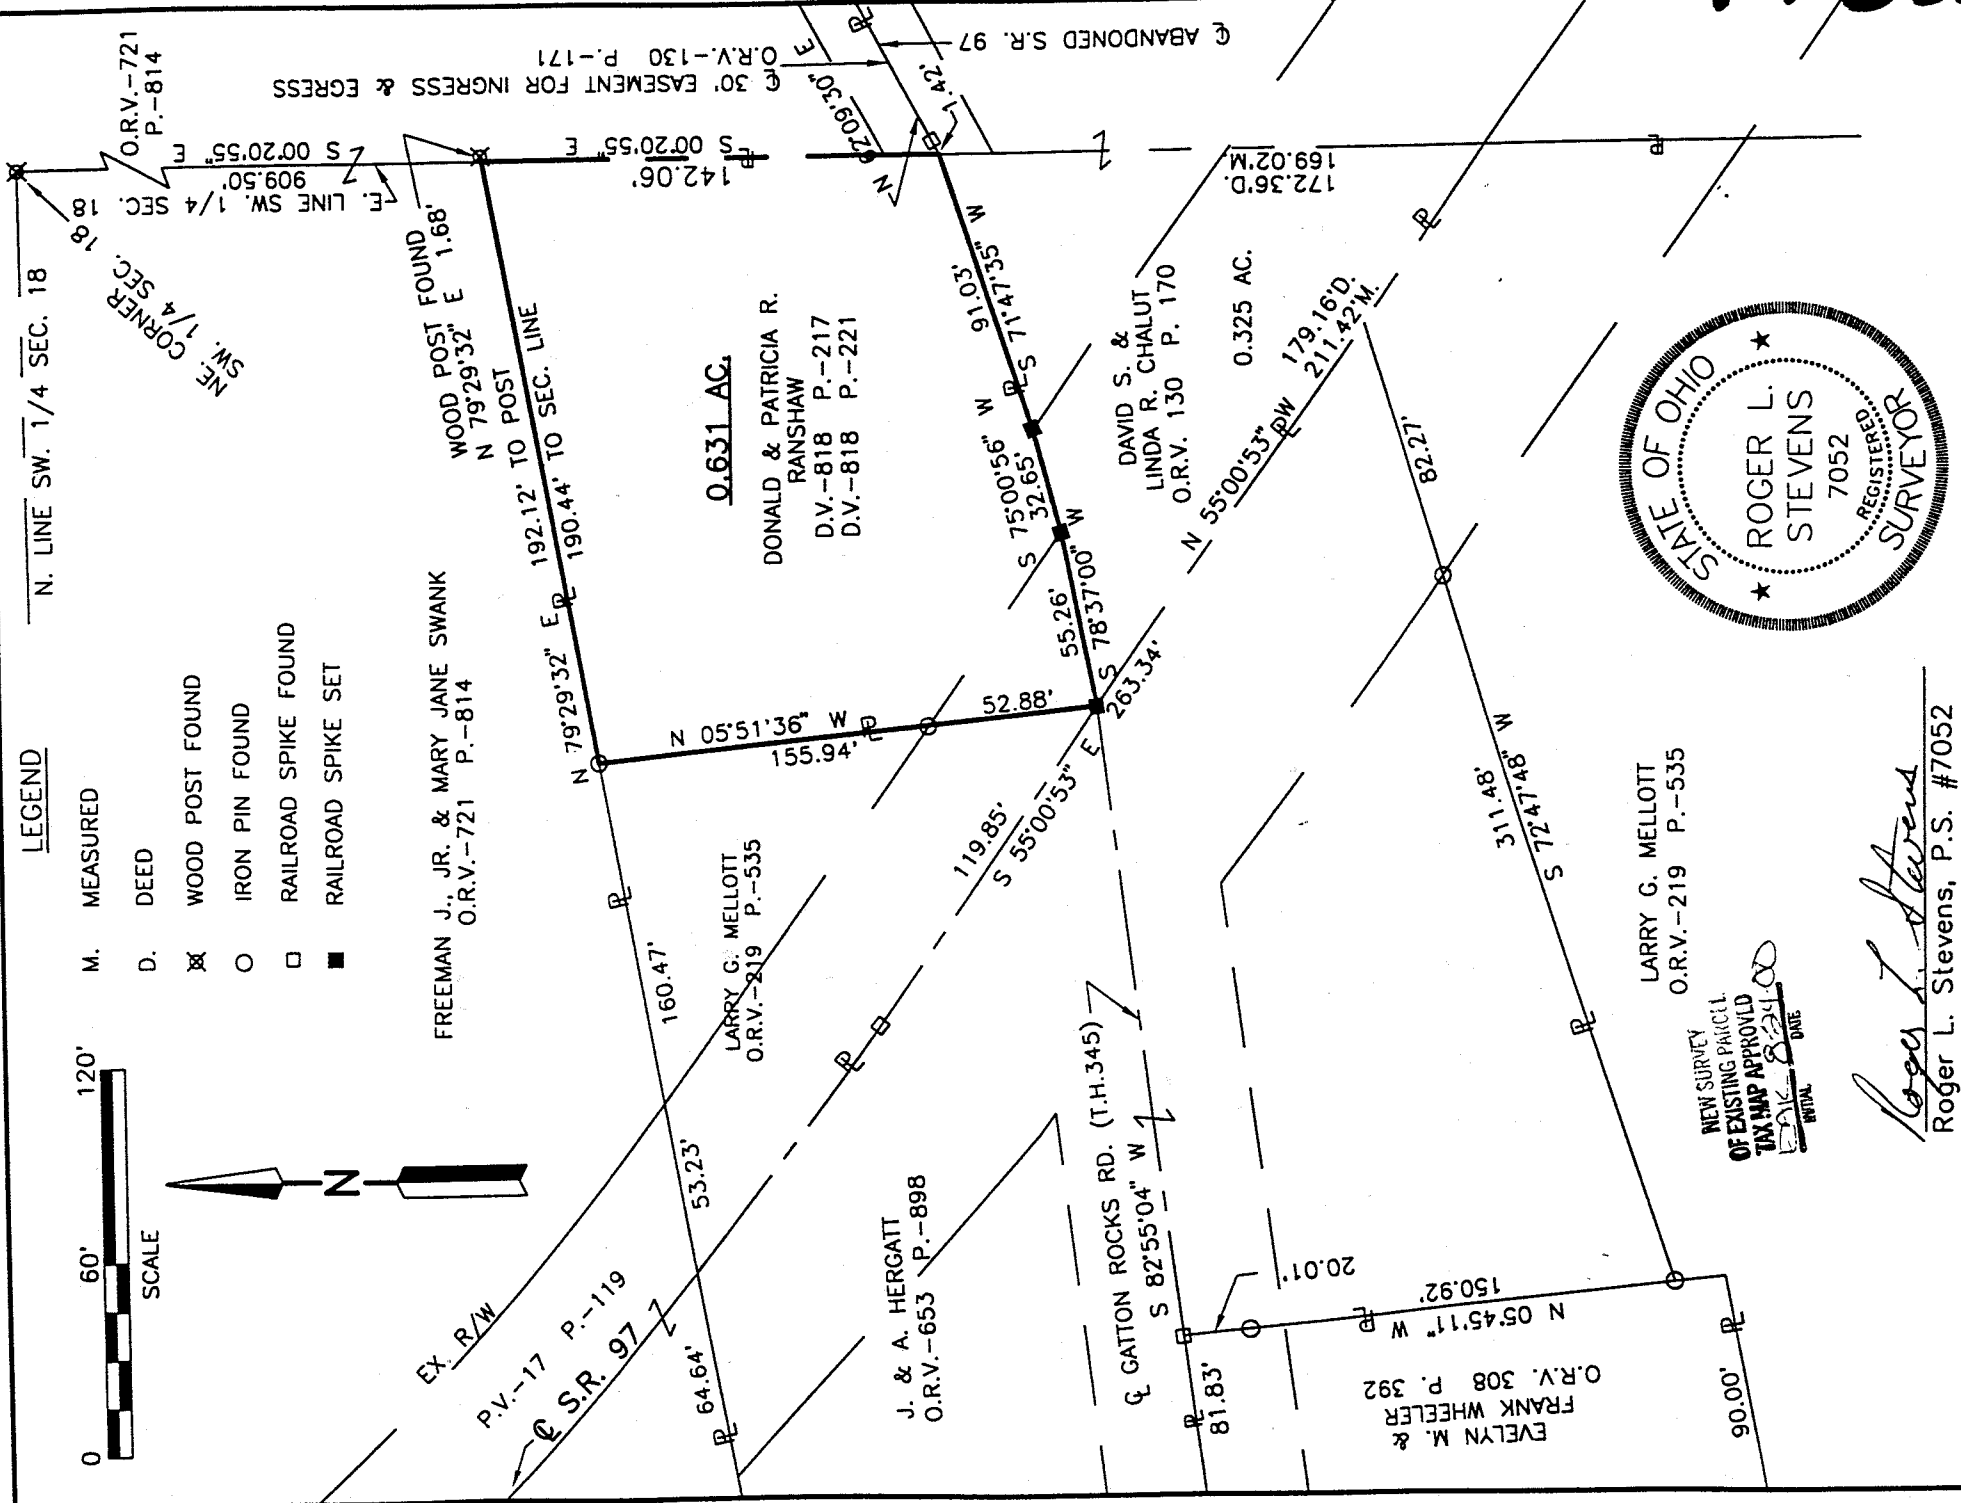 LEGEND
M. MEASURED
D. DEED
WOOD POST FOUND
IRON PIN FOUND
RAILROAD SPIKE FOUND
RAILROAD SPIKE SET
0 60' 120'
SCALE
N
N. LINE SW. 1/4 SEC. 18
NE. CORNER
SW. 1/4 SEC. 18
O.R.V.-721
P.-814
S 00°20'55" E
909.50'
E. LINE SW. 1/4 SEC. 18
WOOD POST FOUND
N 79°29'32" E 1.68'
N 79°29'32" E 192.12' TO POST
190.44' TO SEC. LINE
S 00°20'55" E
142.06'
℄ 30' EASEMENT FOR INGRESS & EGRESS
O.R.V.-130 P.-171
N 62°09'30" E
1.42'
℄ ABANDONED S.R. 97
FREEMAN J., JR. & MARY JANE SWANK
O.R.V.-721 P.-814
0.631 AC.
DONALD & PATRICIA R.
RANSHAW
D.V.-818 P.-217
D.V.-818 P.-221
S 71°47'35" W
91.03'
S 75°00'56" W
32.65'
S 78°37'00" W
55.26'
N 05°51'36" W
155.94'
52.88'
172.36'D.
169.02'M.
DAVID S. &
LINDA R. CHALUT
O.R.V. 130 P. 170
0.325 AC.
N 55°00'53" W
179.16'D.
211.42'M.
263.34'
119.85'
S 55°00'53" E
LARRY G. MELLOTT
O.R.V.-219 P.-535
160.47'
53.23'
64.64'
EX. R/W
P.V.-17 P.-119
℄ S.R. 97
J. & A. HERGATT
O.R.V.-653 P.-898
℄ GATTON ROCKS RD. (T.H.345)
S 82°55'04" W
81.83'
20.01'
N 05°45'11" W
150.92'
EVELYN M. &
FRANK WHEELER
O.R.V. 308 P. 392
90.00'
82.27'
311.48'
S 72°47'48" W
LARRY G. MELLOTT
O.R.V.-219 P.-535
NEW SURVEY
OF EXISTING PARCEL
TAX MAP APPROVED
8-24-00
INITIAL DATE
STATE OF OHIO
ROGER L.
STEVENS
7052
REGISTERED
SURVEYOR
Roger L. Stevens
Roger L. Stevens, P.S. #7052